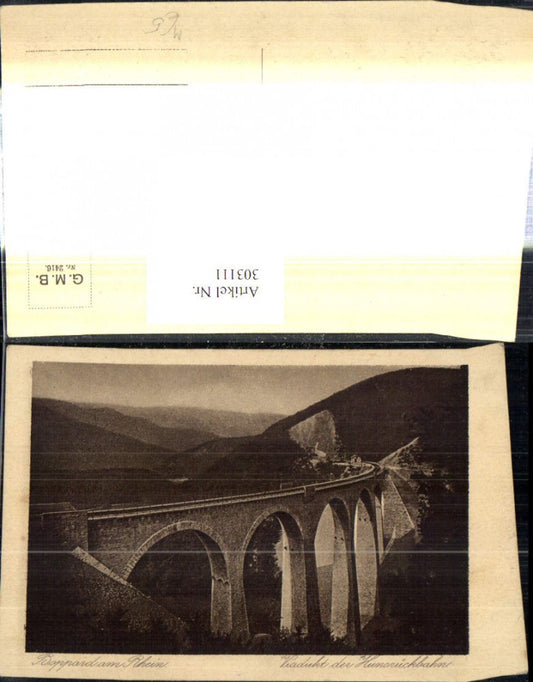 G. M. B.
Nr. 2416.
Artikel Nr.
303111
Boppard am Rhein
Viadukt der Hunsrückbahn